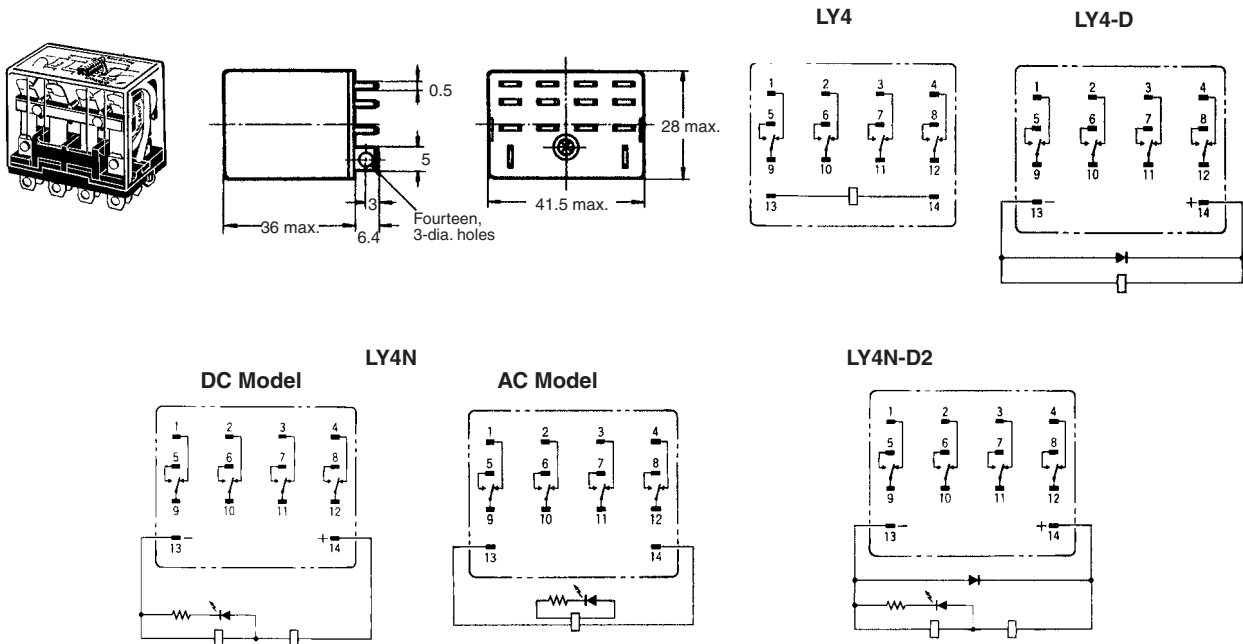 LY4
LY4-D
0.5
5
3
36 max.
6.4
Fourteen,
3-dia. holes
28 max.
41.5 max.
1 2 3 4
5 6 7 8
9 10 11 12
13 14
1 2 3 4
5 6 7 8
9 10 11 12
13 − + 14
LY4N
DC Model
AC Model
LY4N-D2
1 2 3 4
5 6 7 8
9 10 11 12
13 − + 14
1 2 3 4
5 6 7 8
9 10 11 12
13 14
1 2 3 4
5 6 7 8
9 10 11 12
13 − + 14